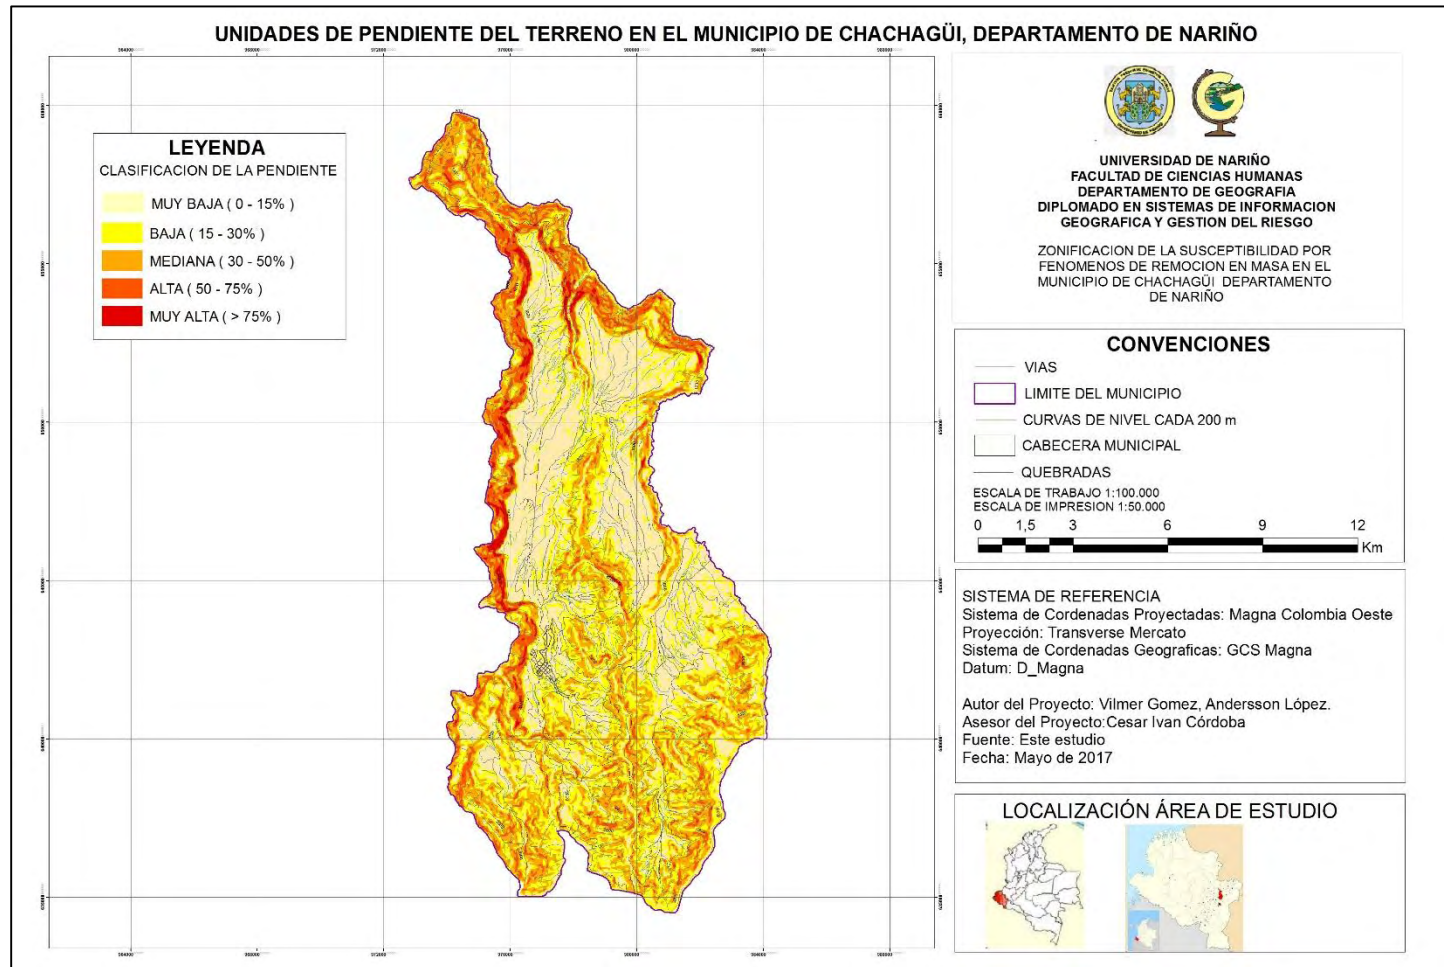 UNIDADES DE PENDIENTE DEL TERRENO EN EL MUNICIPIO DE CHACHAGÜI, DEPARTAMENTO DE NARIÑO
LEYENDA
CLASIFICACION DE LA PENDIENTE
MUY BAJA ( 0 - 15% )
BAJA ( 15 - 30% )
MEDIANA ( 30 - 50% )
ALTA ( 50 - 75% )
MUY ALTA ( > 75% )
UNIVERSIDAD DE NARIÑO
FACULTAD DE CIENCIAS HUMANAS
DEPARTAMENTO DE GEOGRAFIA
DIPLOMADO EN SISTEMAS DE INFORMACION
GEOGRAFICA Y GESTION DEL RIESGO
ZONIFICACION DE LA SUSCEPTIBILIDAD POR
FENOMENOS DE REMOCION EN MASA EN EL
MUNICIPIO DE CHACHAGÜI DEPARTAMENTO
DE NARIÑO
CONVENCIONES
VIAS
LIMITE DEL MUNICIPIO
CURVAS DE NIVEL CADA 200 m
CABECERA MUNICIPAL
QUEBRADAS
ESCALA DE TRABAJO 1:100.000
ESCALA DE IMPRESION 1:50.000
0 1,5 3 6 9 12
Km
SISTEMA DE REFERENCIA
Sistema de Cordenadas Proyectadas: Magna Colombia Oeste
Proyección: Transverse Mercato
Sistema de Cordenadas Geograficas: GCS Magna
Datum: D_Magna
Autor del Proyecto: Vilmer Gomez, Andersson López.
Asesor del Proyecto:Cesar Ivan Córdoba
Fuente: Este estudio
Fecha: Mayo de 2017
LOCALIZACIÓN ÁREA DE ESTUDIO